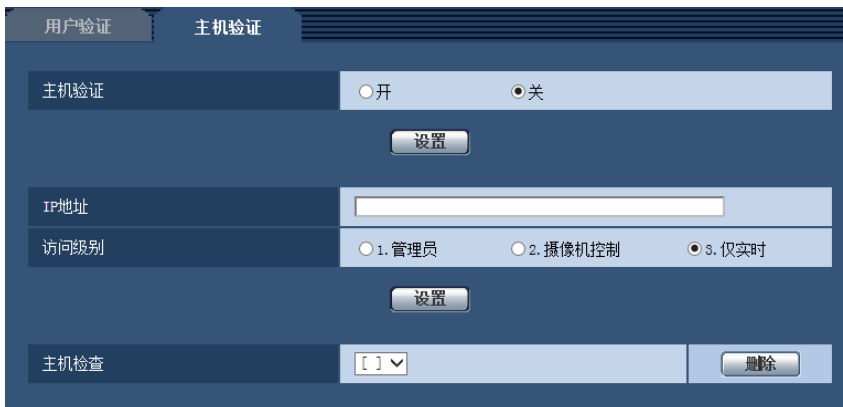 用户验证 主机验证
主机验证 开 关
设置
IP地址
访问级别 1.管理员 2.摄像机控制 3.仅实时
设置
主机检查 [ ] 删除